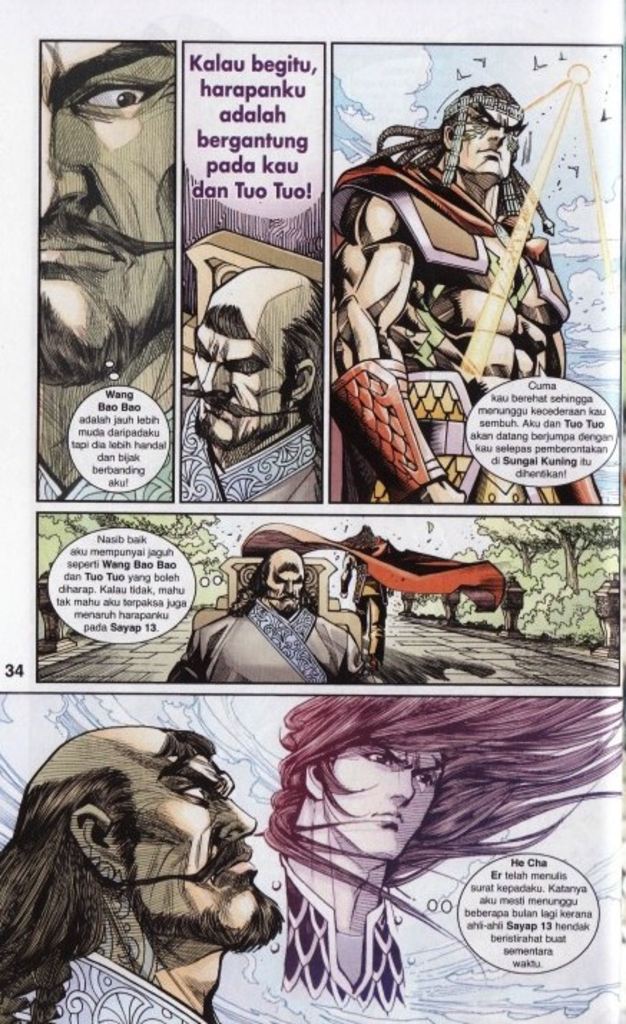 Wang
Bao Bao
adalah jauh lebih
muda daripadaku
tapi dia lebih handal
dan bijak
berbanding
aku!
Kalau begitu,
harapanku
adalah
bergantung
pada kau
dan Tuo Tuo!
Cuma
kau berehat sehingga
menunggu kecederaan kau
sembuh. Aku dan Tuo Tuo
akan datang berjumpa dengan
kau selepas pemberontakan
di Sungai Kuning itu
dihentikan!
Nasib baik
aku mempunyai jaguh
seperti Wang Bao Bao
dan Tuo Tuo yang boleh
diharap. Kalau tidak, mahu
tak mahu aku terpaksa juga
menaruh harapanku
pada Sayap 13.
34
He Cha
Er telah menulis
surat kepadaku. Katanya
aku mesti menunggu
beberapa bulan lagi kerana
ahli-ahli Sayap 13 hendak
beristirahat buat
sementara
waktu.